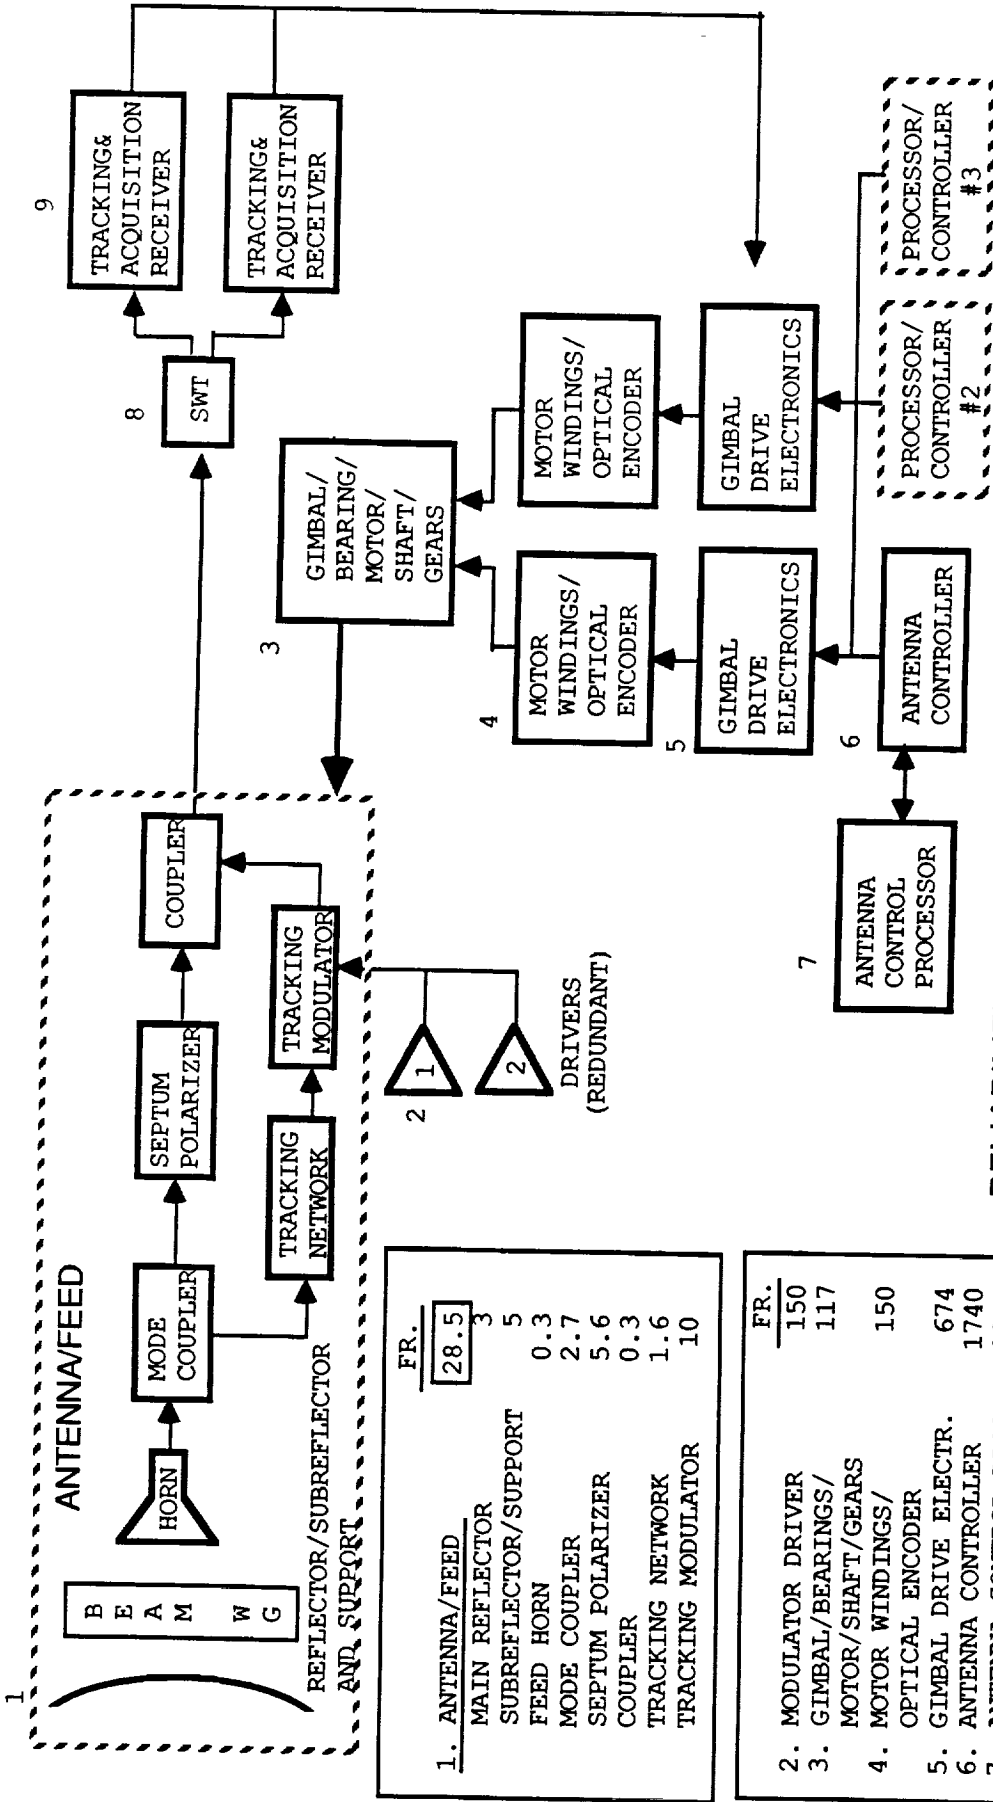 1
ANTENNA/FEED
B
E
A
M
W
G
HORN
MODE
COUPLER
SEPTUM
POLARIZER
COUPLER
TRACKING
NETWORK
TRACKING
MODULATOR
REFLECTOR/SUBREFLECTOR
AND SUPPORT
2
1
2
DRIVERS
(REDUNDANT)
3
GIMBAL/
BEARING/
MOTOR/
SHAFT/
GEARS
8
SWT
9
TRACKING&
ACQUISITION
RECEIVER
TRACKING&
ACQUISITION
RECEIVER
4
MOTOR
WINDINGS/
OPTICAL
ENCODER
MOTOR
WINDINGS/
OPTICAL
ENCODER
5
GIMBAL
DRIVE
ELECTRONICS
GIMBAL
DRIVE
ELECTRONICS
6
ANTENNA
CONTROLLER
PROCESSOR/
CONTROLLER
#2
PROCESSOR/
CONTROLLER
#3
7
ANTENNA
CONTROL
PROCESSOR
FR.
1. ANTENNA/FEED 28.5
MAIN REFLECTOR 3
SUBREFLECTOR/SUPPORT 5
FEED HORN 0.3
MODE COUPLER 2.7
SEPTUM POLARIZER 5.6
COUPLER 0.3
TRACKING NETWORK 1.6
TRACKING MODULATOR 10
FR.
2. MODULATOR DRIVER 150
3. GIMBAL/BEARINGS/ 117
MOTOR/SHAFT/GEARS
4. MOTOR WINDINGS/ 150
OPTICAL ENCODER
5. GIMBAL DRIVE ELECTR. 674
6. ANTENNA CONTROLLER 1740